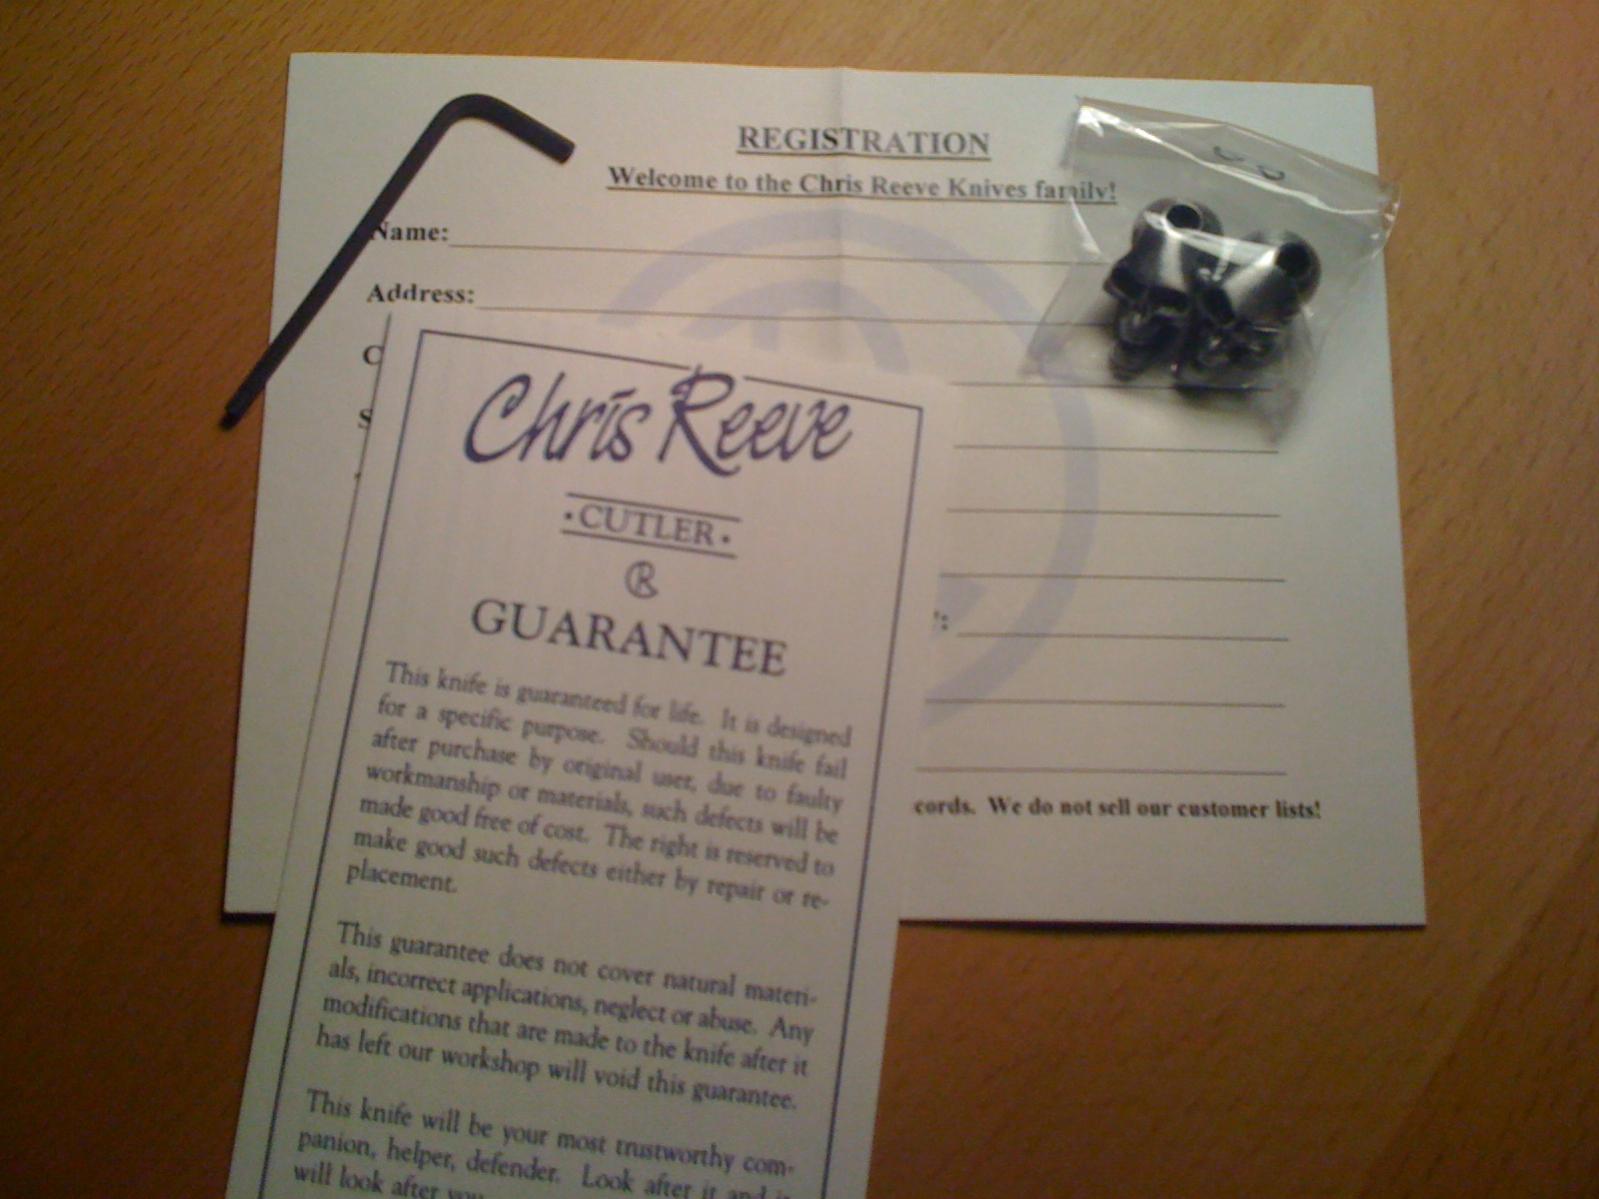 REGISTRATION
Welcome to the Chris Reeve Knives family!
Name:
Address:
C
S
Chris Reeve
·CUTLER·
GUARANTEE
This knife is guaranteed for life. It is designed
for a specific purpose. Should this knife fail
after purchase by original user, due to faulty
workmanship or materials, such defects will be
made good free of cost. The right is reserved to
make good such defects either by repair or re-
placement.
This guarantee does not cover natural materi-
als, incorrect applications, neglect or abuse. Any
modifications that are made to the knife after it
has left our workshop will void this guarantee.
This knife will be your most trustworthy com-
panion, helper, defender. Look after it and it
will look after you
cords. We do not sell our customer lists!